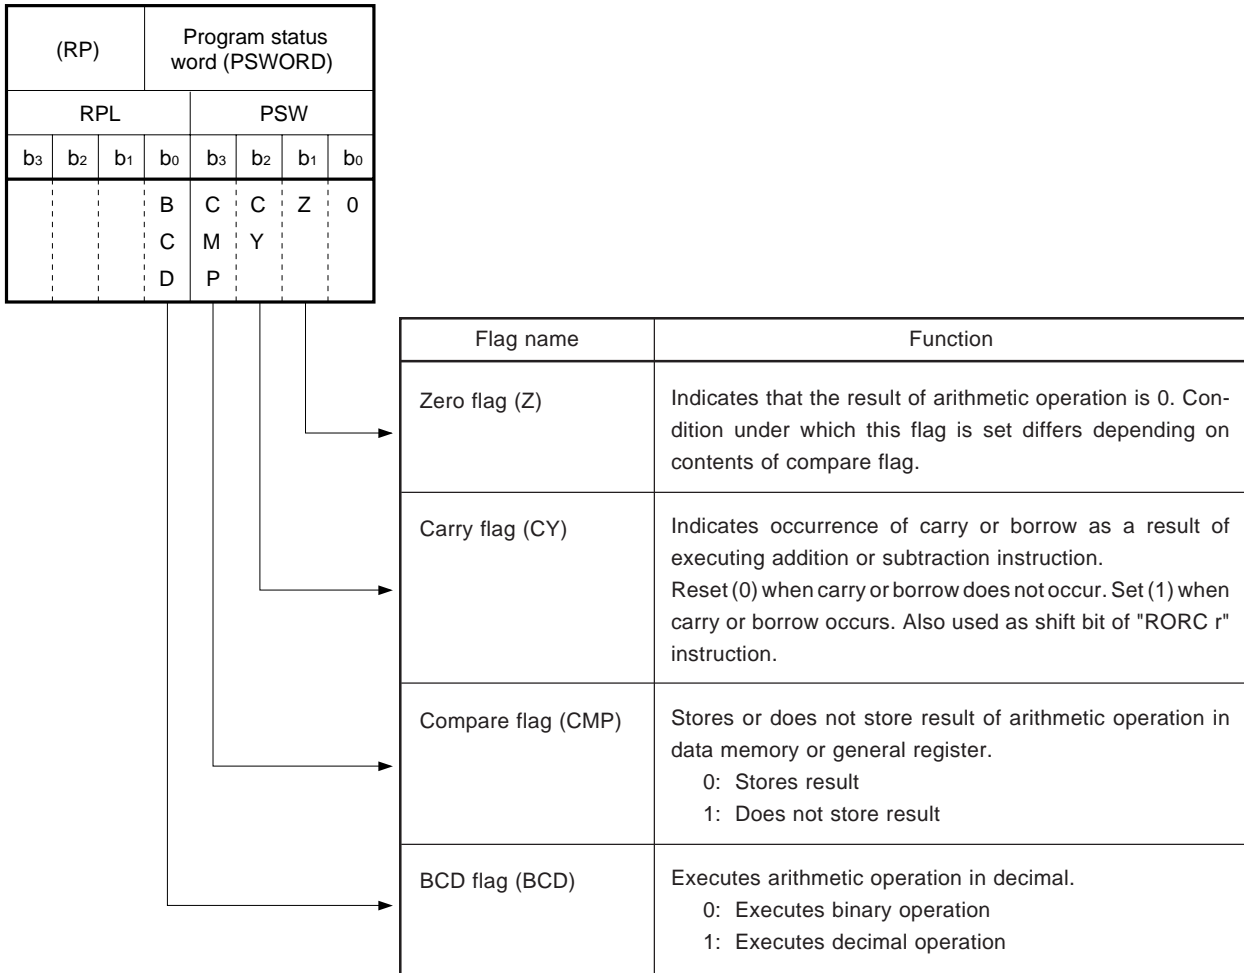 (RP)
Program status
word (PSWORD)
RPL
PSW
b3 b2 b1 b0 b3 b2 b1 b0
B C C Z 0
C M Y
D P
Flag name
Function
Zero flag (Z)
Indicates that the result of arithmetic operation is 0. Con-
dition under which this flag is set differs depending on
contents of compare flag.
Carry flag (CY)
Indicates occurrence of carry or borrow as a result of
executing addition or subtraction instruction.
Reset (0) when carry or borrow does not occur. Set (1) when
carry or borrow occurs. Also used as shift bit of "RORC r"
instruction.
Compare flag (CMP)
Stores or does not store result of arithmetic operation in
data memory or general register.
0: Stores result
1: Does not store result
BCD flag (BCD)
Executes arithmetic operation in decimal.
0: Executes binary operation
1: Executes decimal operation